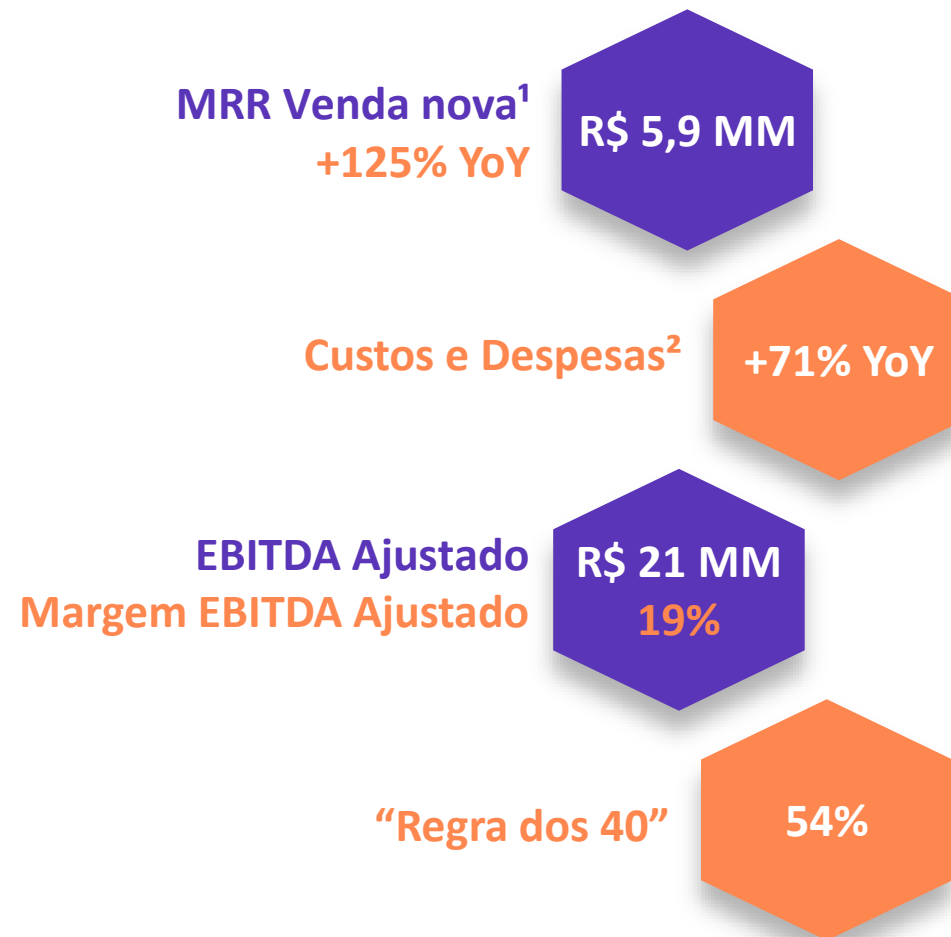 MRR Venda nova¹
+125% YoY
R$ 5,9 MM
Custos e Despesas²
+71% YoY
EBITDA Ajustado
Margem EBITDA Ajustado
R$ 21 MM
19%
“Regra dos 40”
54%